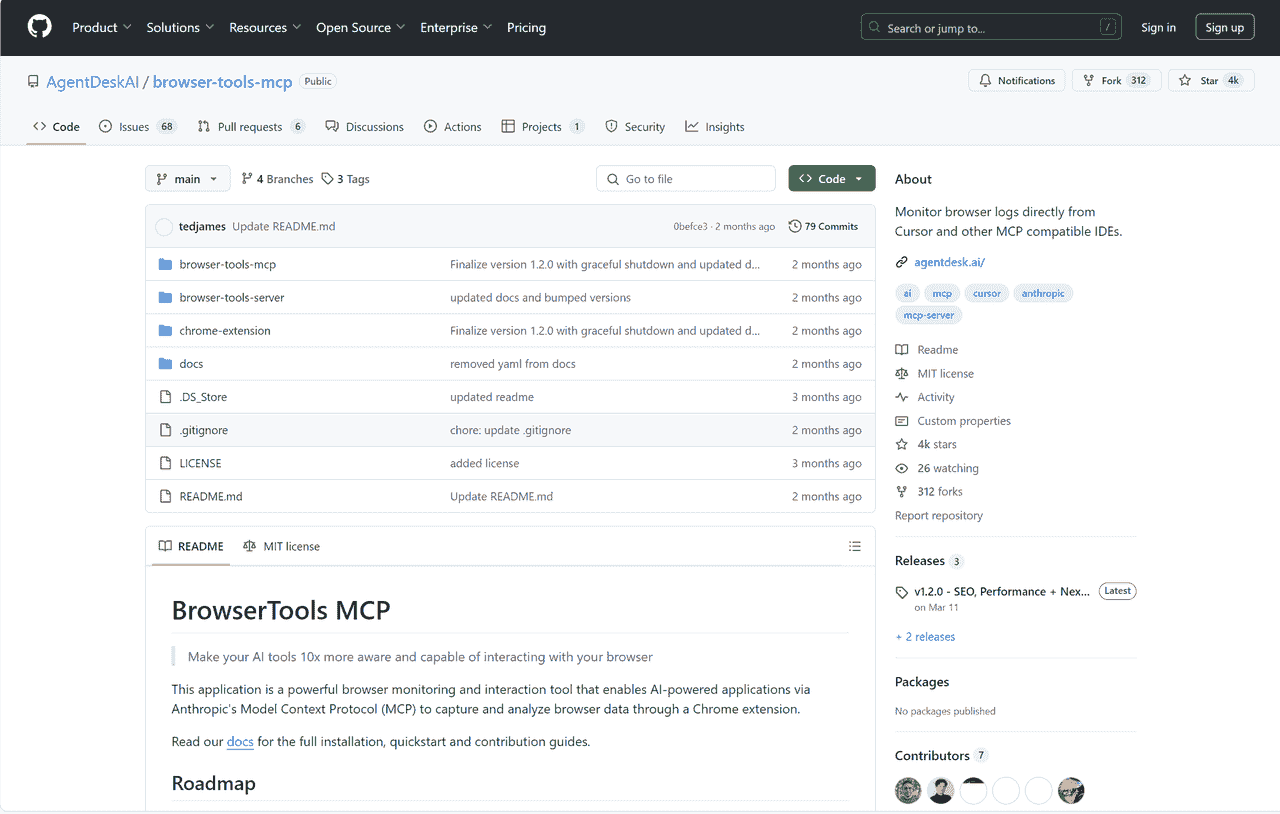 Product Solutions Resources Open Source Enterprise Pricing Search or jump to... / Sign in Sign up
AgentDeskAI / browser-tools-mcp Public Notifications Fork 312 Star 4k
Code Issues 68 Pull requests 6 Discussions Actions Projects 1 Security Insights
main 4 Branches 3 Tags Go to file Code
tedjames Update README.md 0befce3 · 2 months ago 79 Commits
browser-tools-mcp Finalize version 1.2.0 with graceful shutdown and updated d... 2 months ago
browser-tools-server updated docs and bumped versions 2 months ago
chrome-extension Finalize version 1.2.0 with graceful shutdown and updated d... 2 months ago
docs removed yaml from docs 2 months ago
.DS_Store updated readme 3 months ago
.gitignore chore: update .gitignore 2 months ago
LICENSE added license 3 months ago
README.md Update README.md 2 months ago
README MIT license
BrowserTools MCP
Make your AI tools 10x more aware and capable of interacting with your browser
This application is a powerful browser monitoring and interaction tool that enables AI-powered applications via
Anthropic's Model Context Protocol (MCP) to capture and analyze browser data through a Chrome extension.
Read our docs for the full installation, quickstart and contribution guides.
Roadmap
About
Monitor browser logs directly from
Cursor and other MCP compatible IDEs.
agentdesk.ai/
ai mcp cursor anthropic
mcp-server
Readme
MIT license
Activity
Custom properties
4k stars
26 watching
312 forks
Report repository
Releases 3
v1.2.0 - SEO, Performance + Nex... Latest
on Mar 11
+ 2 releases
Packages
No packages published
Contributors 7